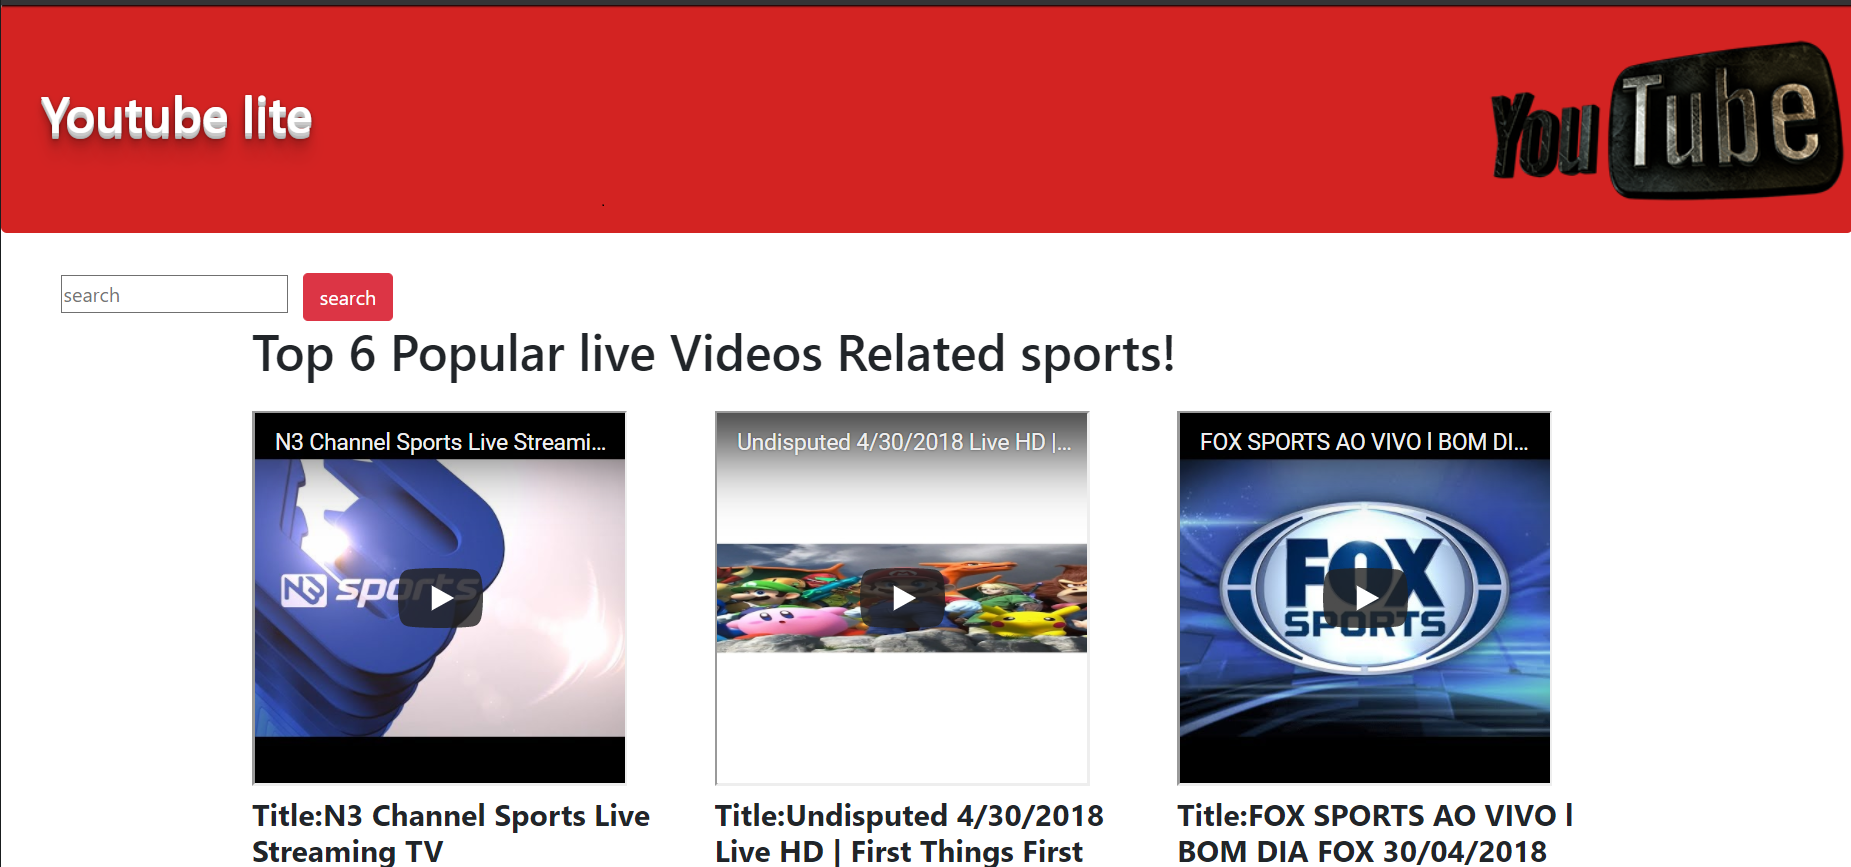 Youtube lite
You Tube
search
search
Top 6 Popular live Videos Related sports!
N3 Channel Sports Live Streami...
Undisputed 4/30/2018 Live HD |...
FOX SPORTS AO VIVO l BOM DI...
N3 sports
FOX
SPORTS
Title:N3 Channel Sports Live
Streaming TV
Title:Undisputed 4/30/2018
Live HD | First Things First
Title:FOX SPORTS AO VIVO l
BOM DIA FOX 30/04/2018